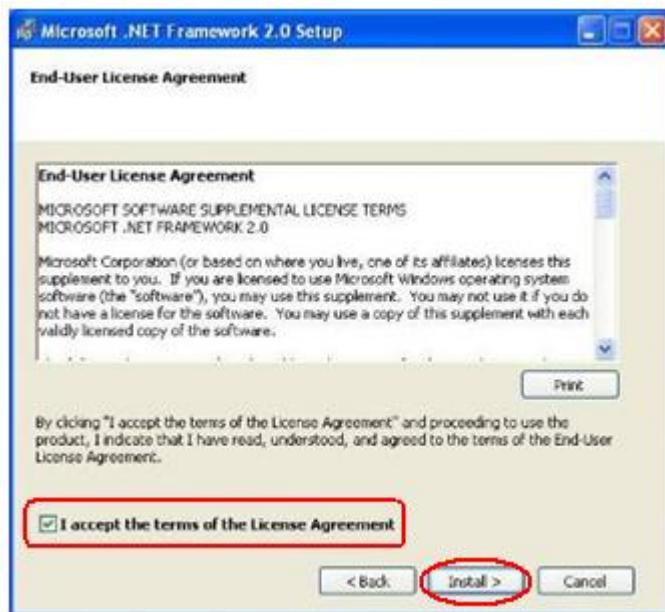 Microsoft .NET Framework 2.0 Setup
End-User License Agreement
End-User License Agreement
MICROSOFT SOFTWARE SUPPLEMENTAL LICENSE TERMS
MICROSOFT .NET FRAMEWORK 2.0
Microsoft Corporation (or based on where you live, one of its affiliates) licenses this
supplement to you. If you are licensed to use Microsoft Windows operating system
software (the "software"), you may use this supplement. You may not use it if you do
not have a license for the software. You may use a copy of this supplement with each
validly licensed copy of the software.
Print
By clicking "I accept the terms of the License Agreement" and proceeding to use the
product, I indicate that I have read, understood, and agreed to the terms of the End-User
License Agreement.
I accept the terms of the License Agreement
< Back
Install >
Cancel